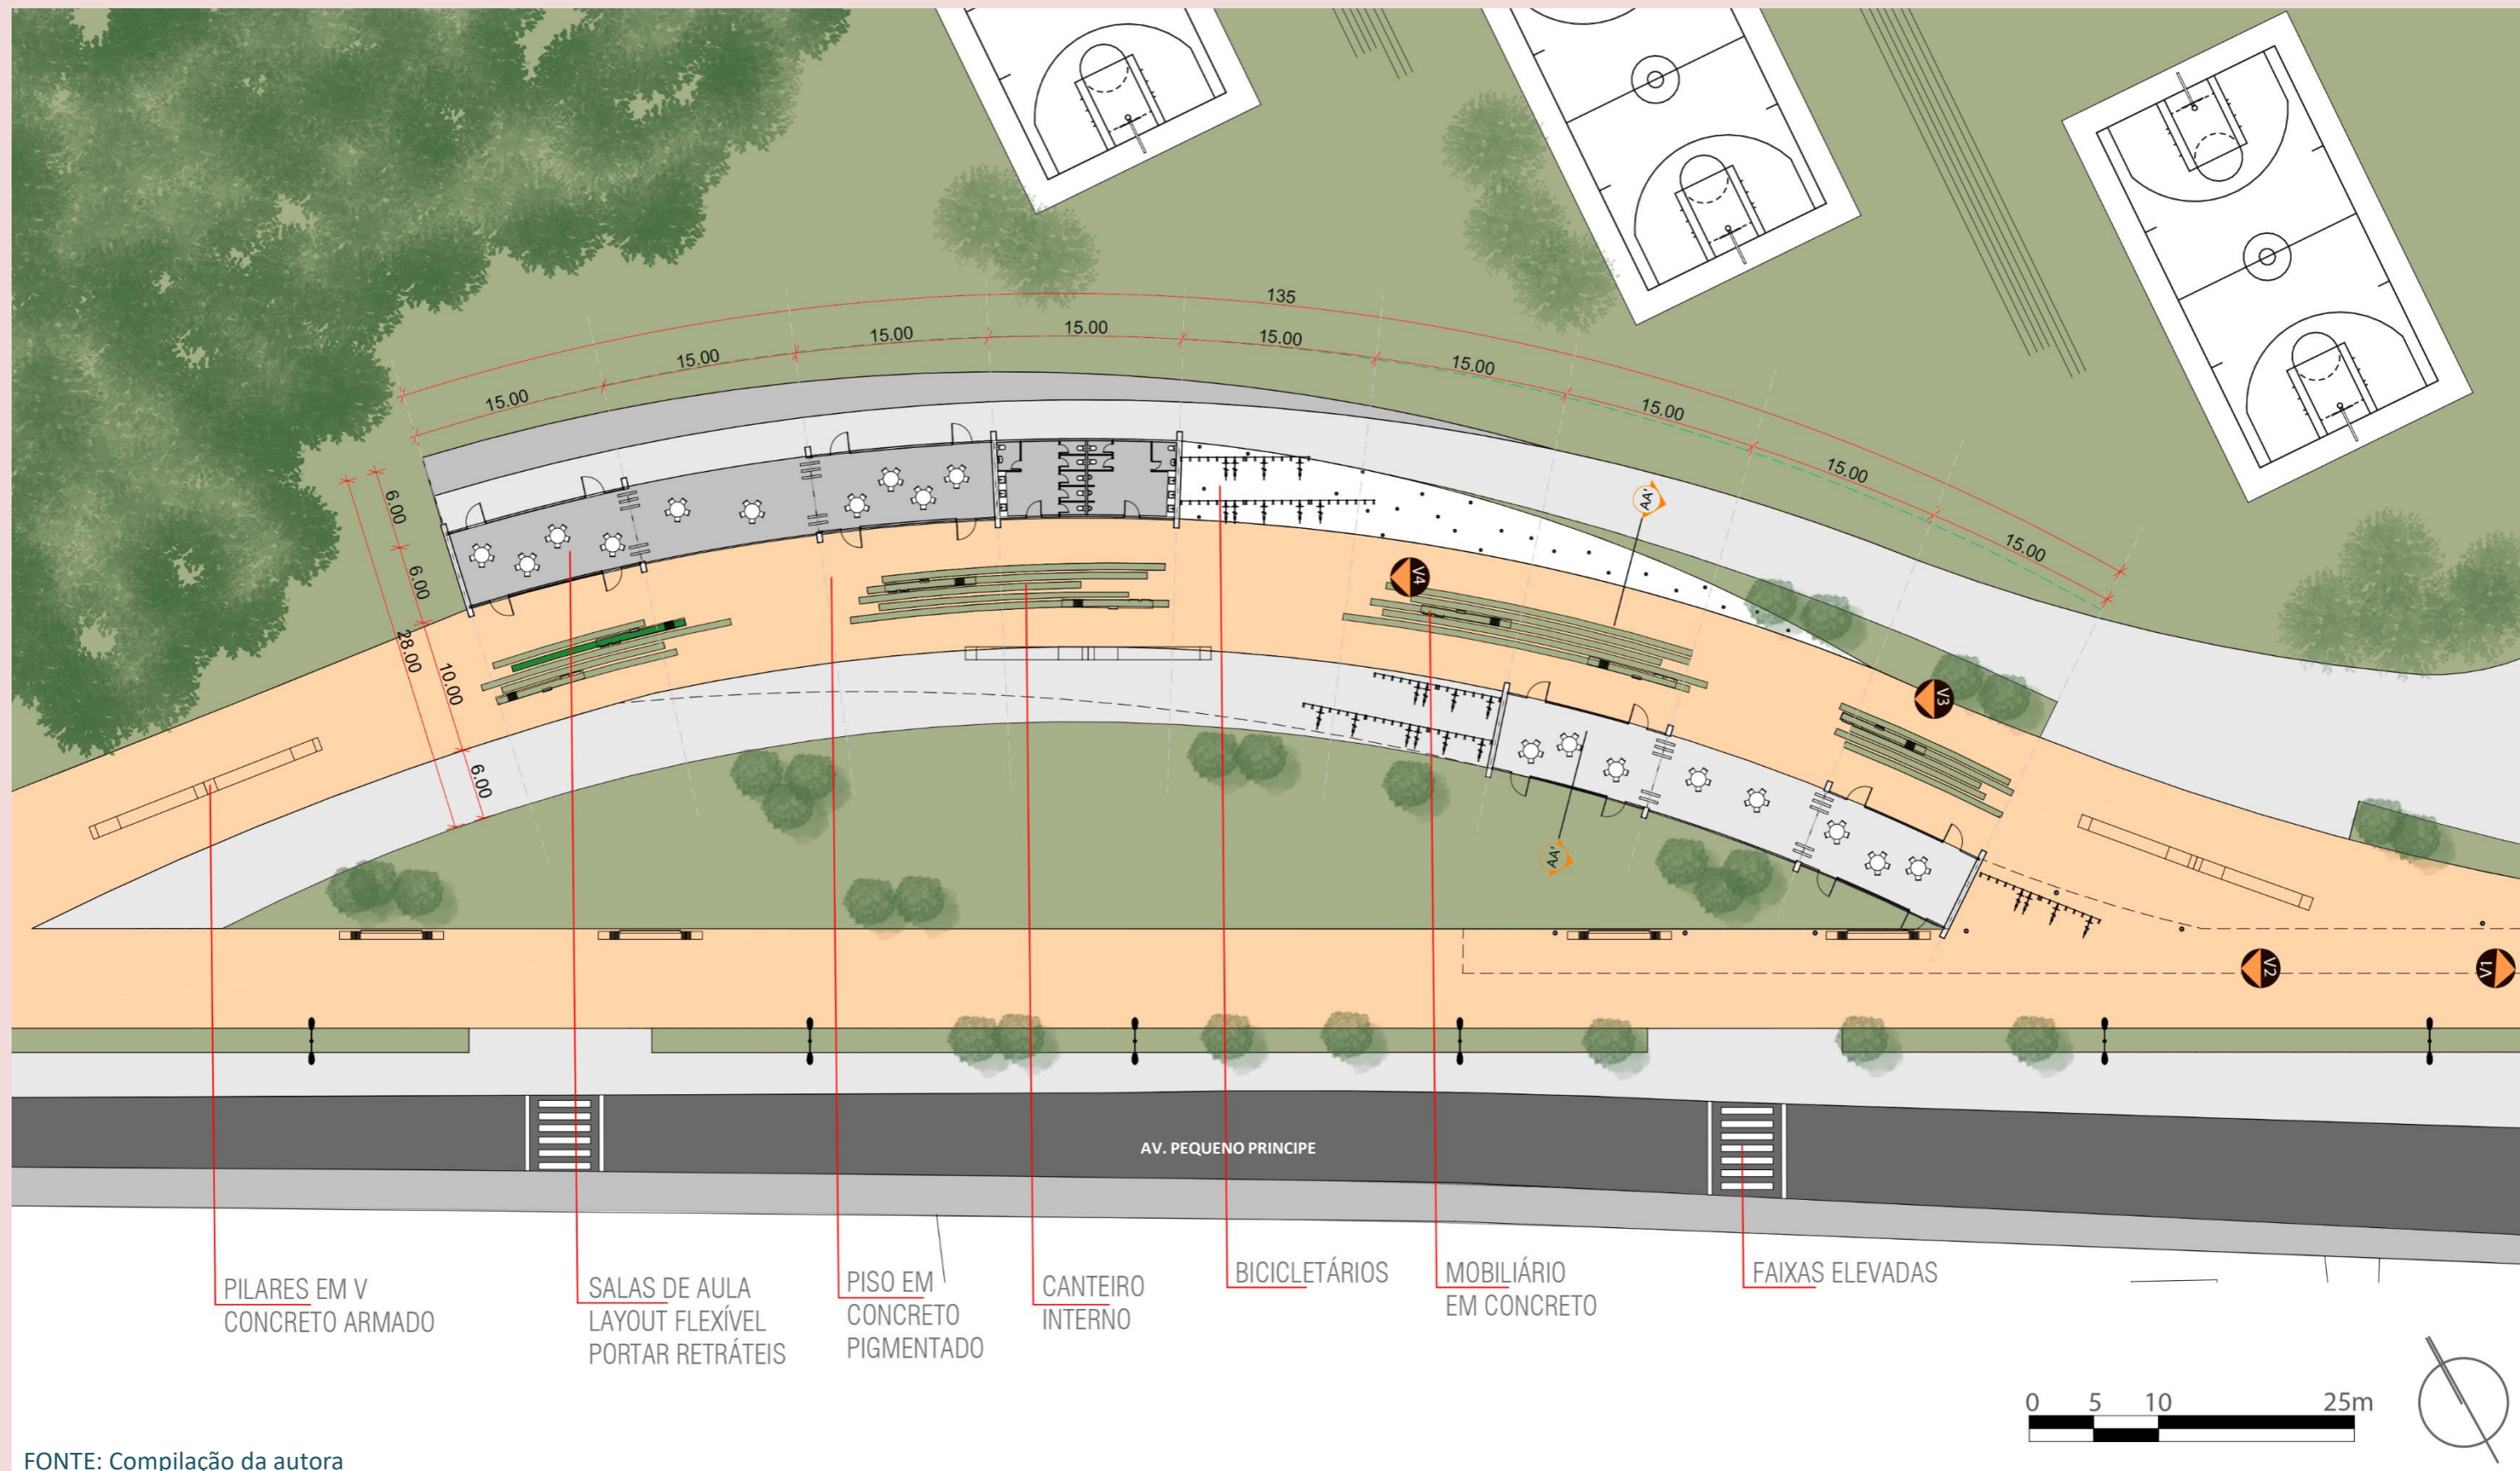 135
15.00
15.00
15.00
15.00
15.00
15.00
15.00
15.00
15.00
6.00
6.00
28.00
10.00
6.00
AA'
V4
V3
AA'
V2
V1
AV. PEQUENO PRINCIPE
PILARES EM V
CONCRETO ARMADO
SALAS DE AULA
LAYOUT FLEXÍVEL
PORTAR RETRÁTEIS
PISO EM
CONCRETO
PIGMENTADO
CANTEIRO
INTERNO
BICICLETÁRIOS
MOBILIÁRIO
EM CONCRETO
FAIXAS ELEVADAS
0 5 10 25m
FONTE: Compilação da autora